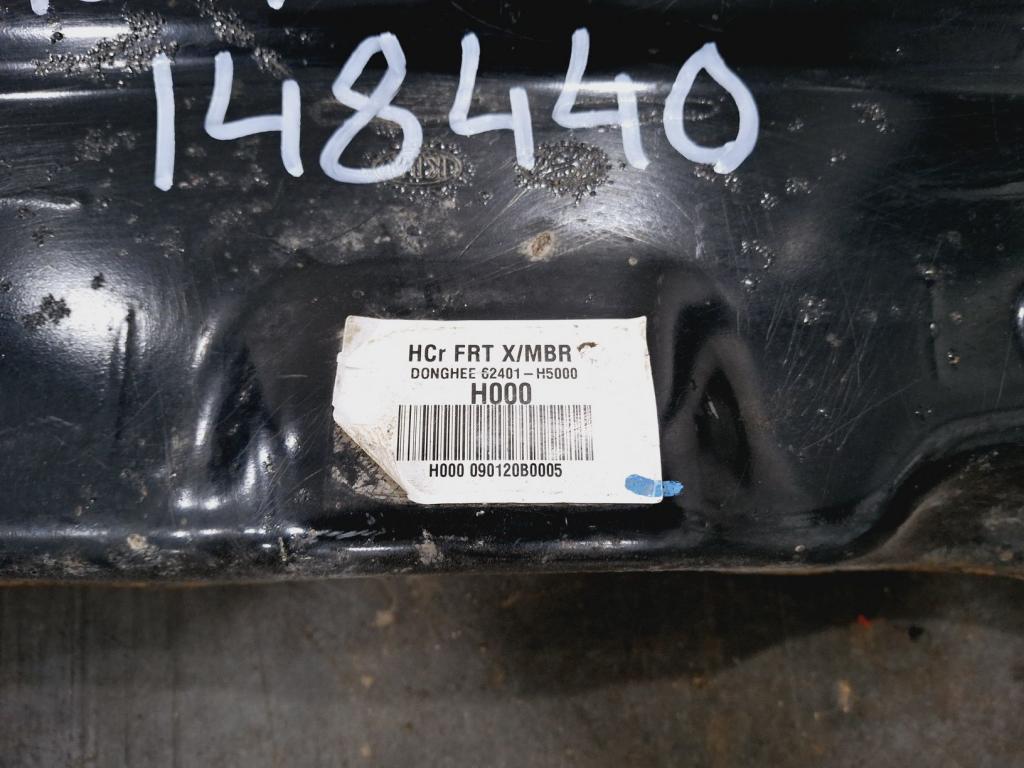 148440
HCr FRT X/MBR
DONGHEE 62401-H5000
H000
H000 090120B0005